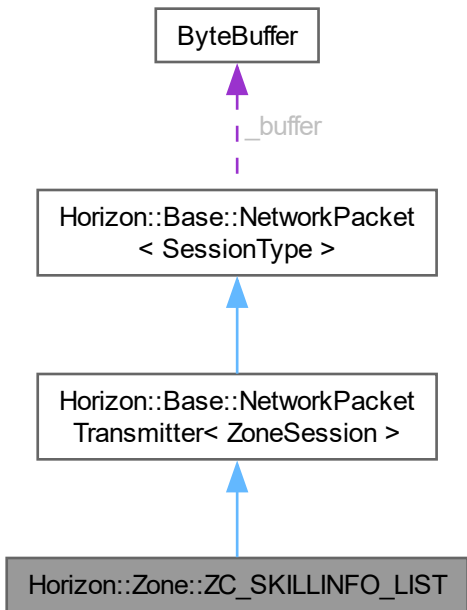 ByteBuffer
_buffer
Horizon::Base::NetworkPacket
< SessionType >
Horizon::Base::NetworkPacket
Transmitter< ZoneSession >
Horizon::Zone::ZC_SKILLINFO_LIST